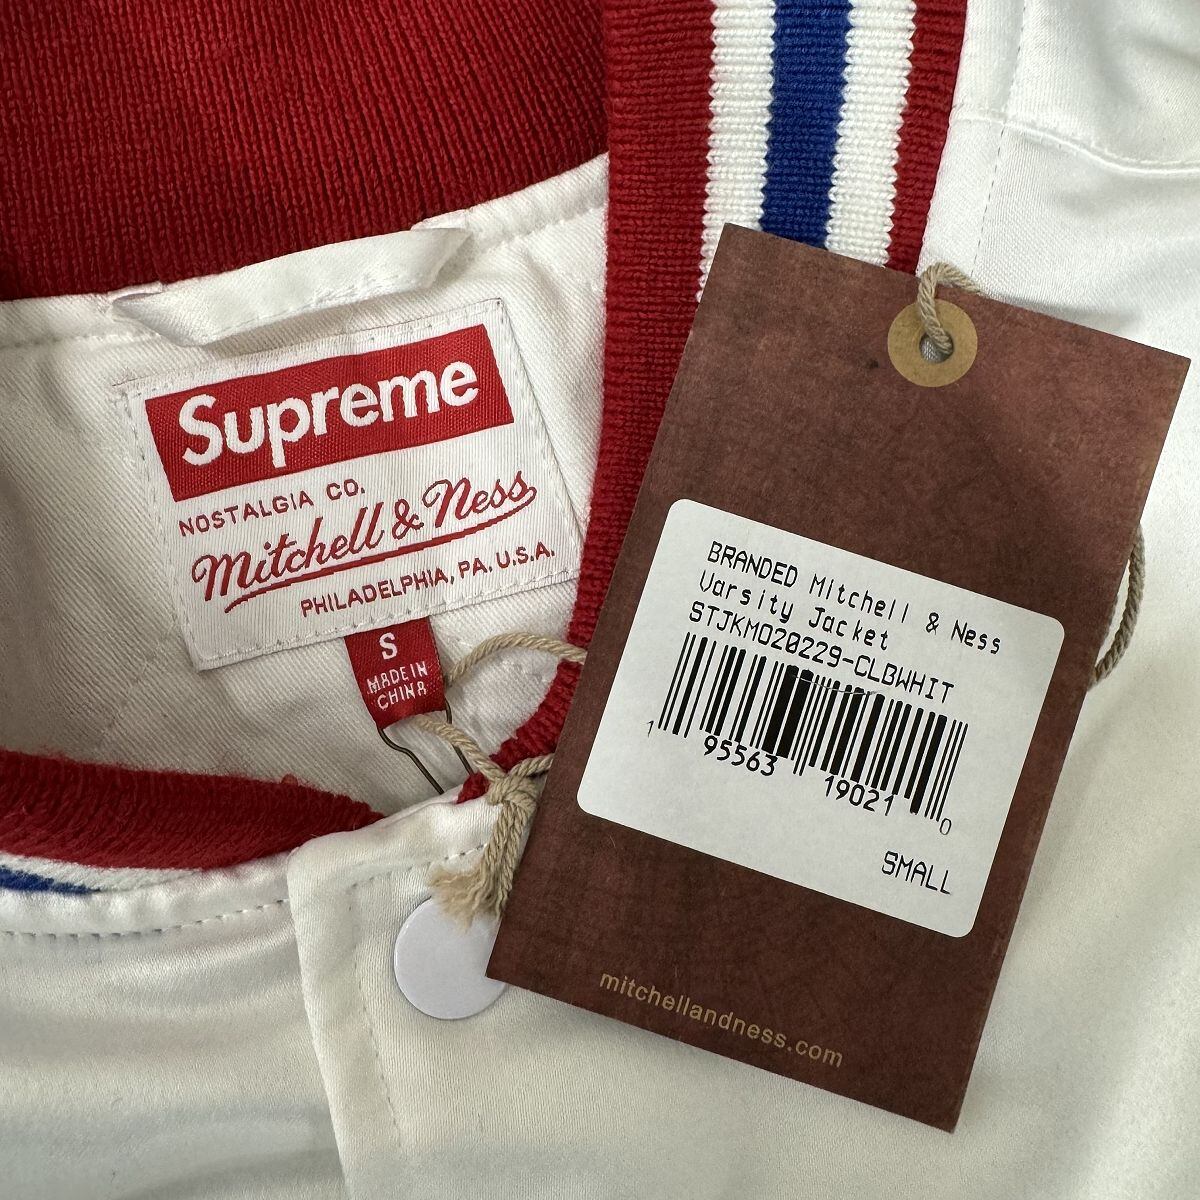 Supreme
NOSTALGIA CO.
Mitchell & Ness
PHILADELPHIA, PA. U.S.A.
S
MADE IN
CHINA
BRANDED Mitchell & Ness
Varsity Jacket
STJKMO20229-CLBWHIT
1 95563 19021 0
SMALL
mitchellandness.com